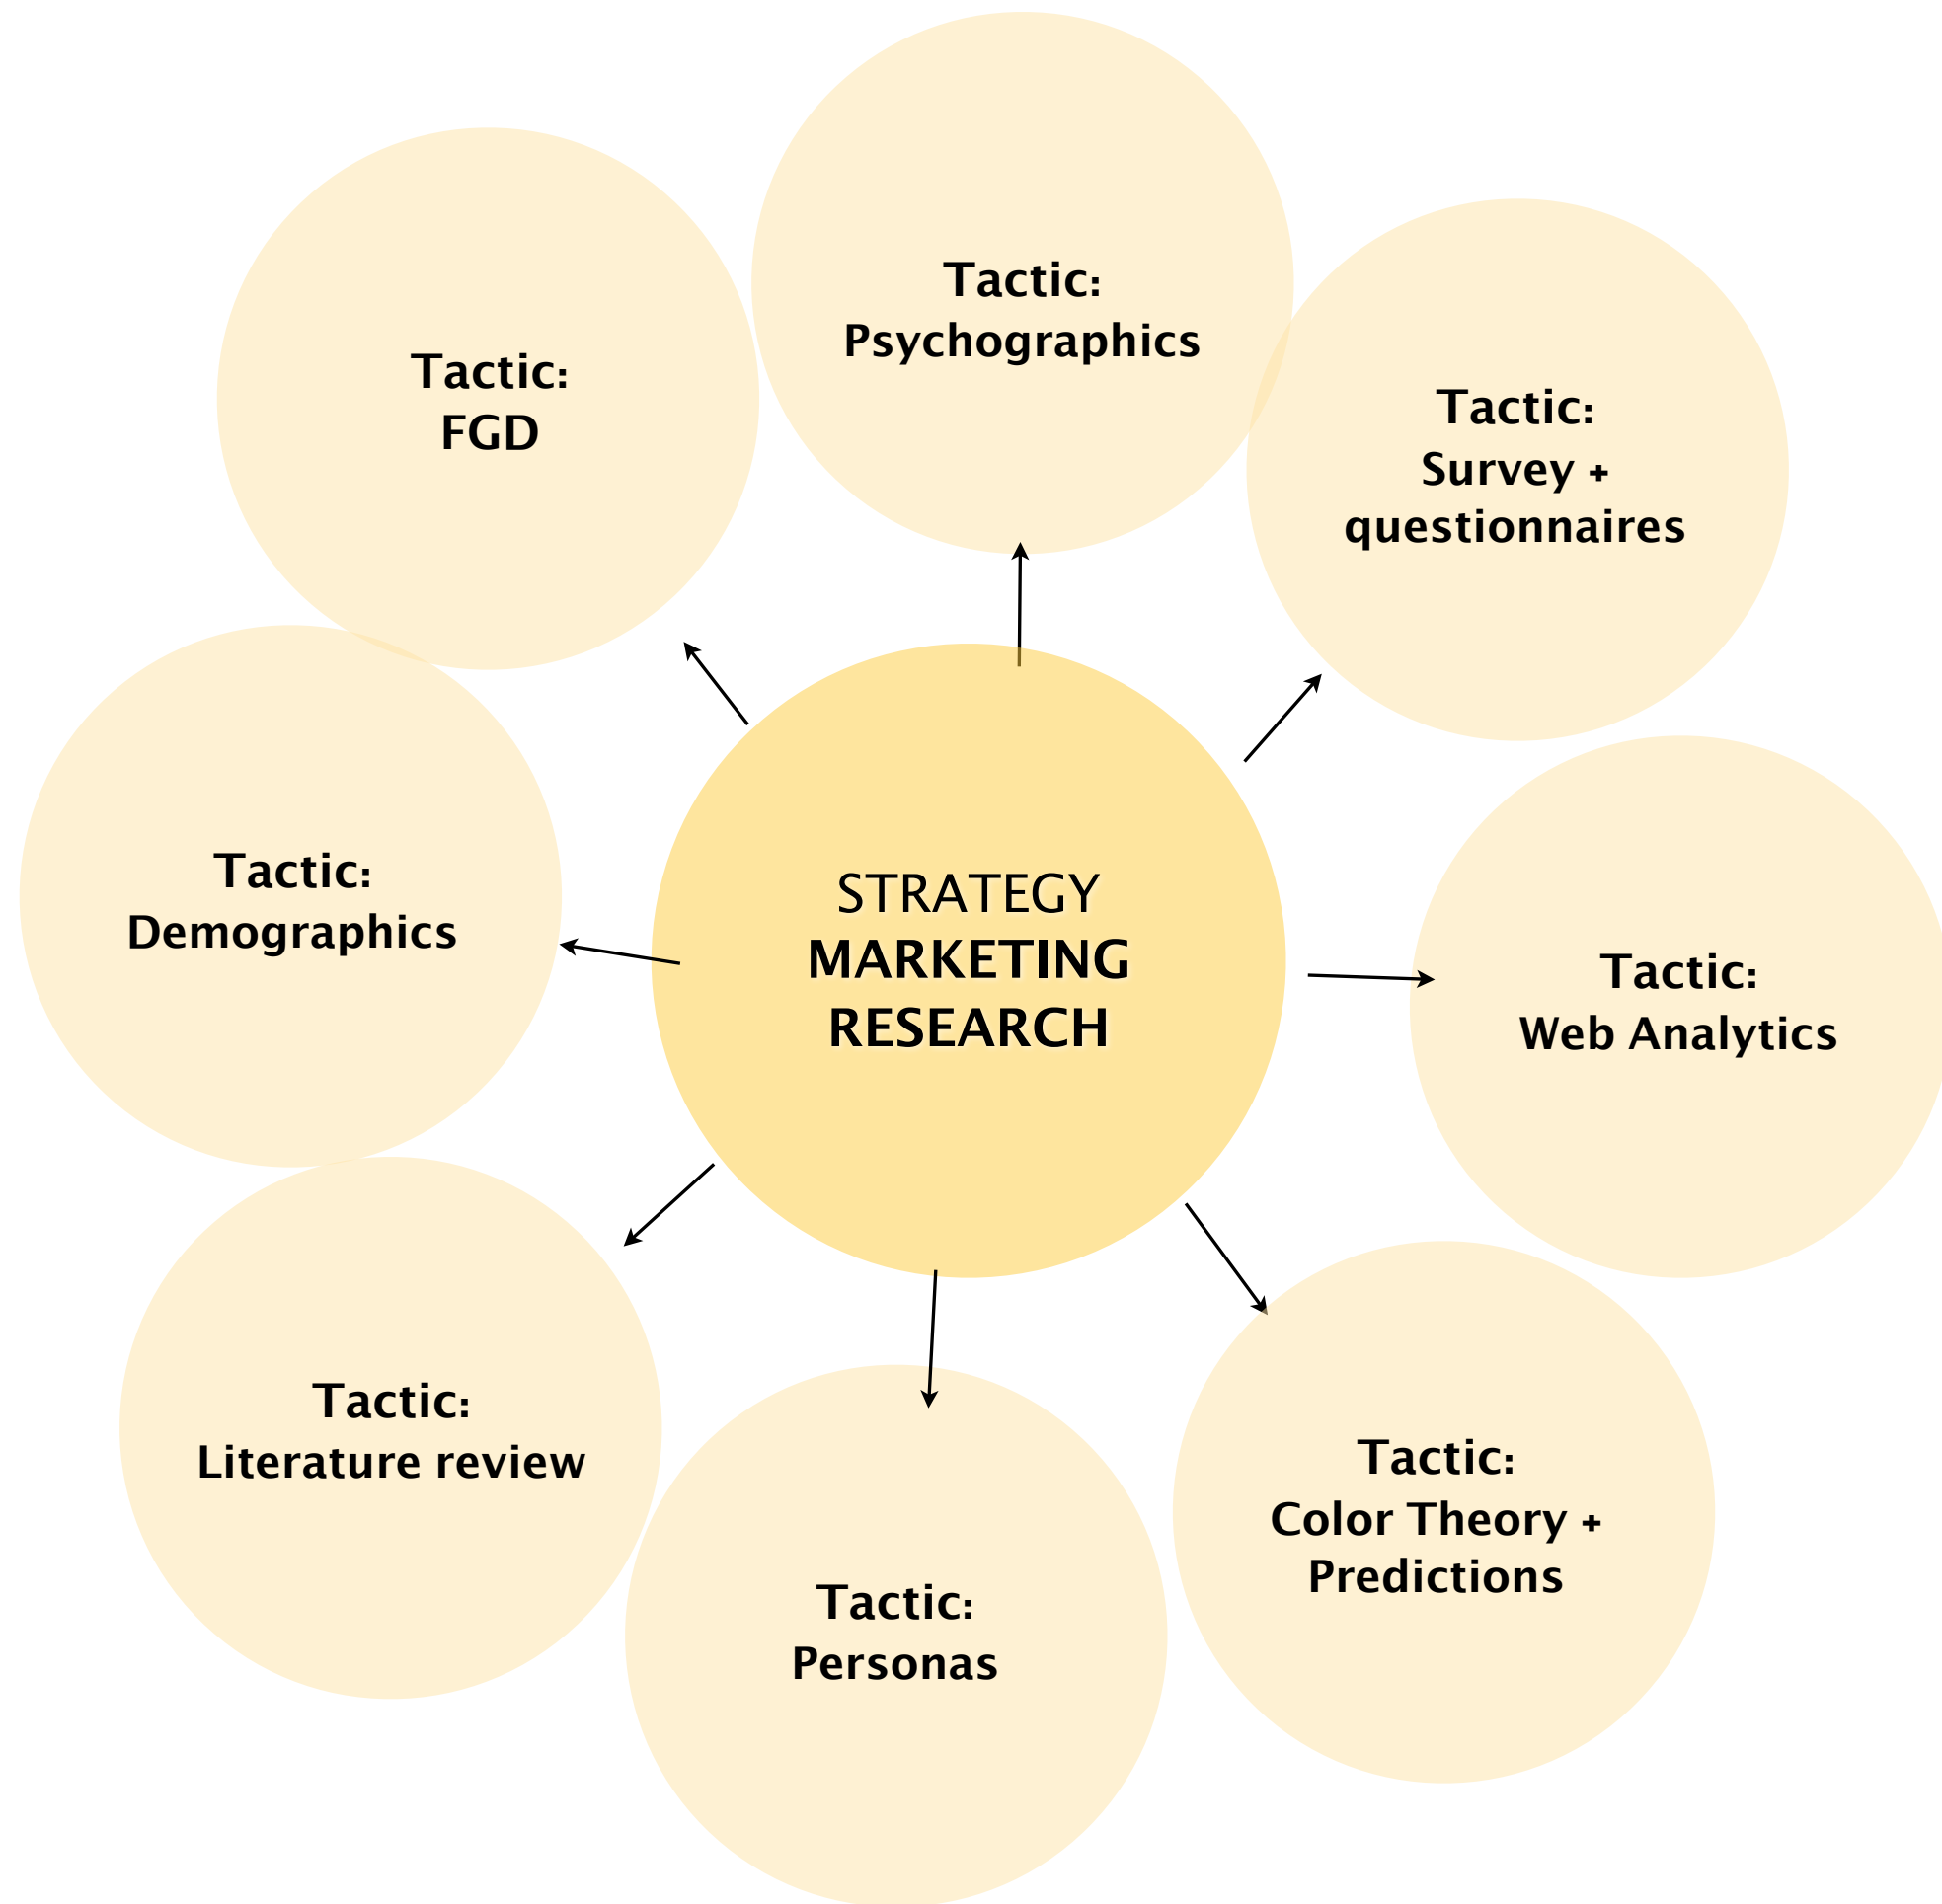 Tactic:
Psychographics
Tactic:
FGD
Tactic:
Survey +
questionnaires
Tactic:
Demographics
STRATEGY
MARKETING
RESEARCH
Tactic:
Web Analytics
Tactic:
Literature review
Tactic:
Color Theory +
Predictions
Tactic:
Personas